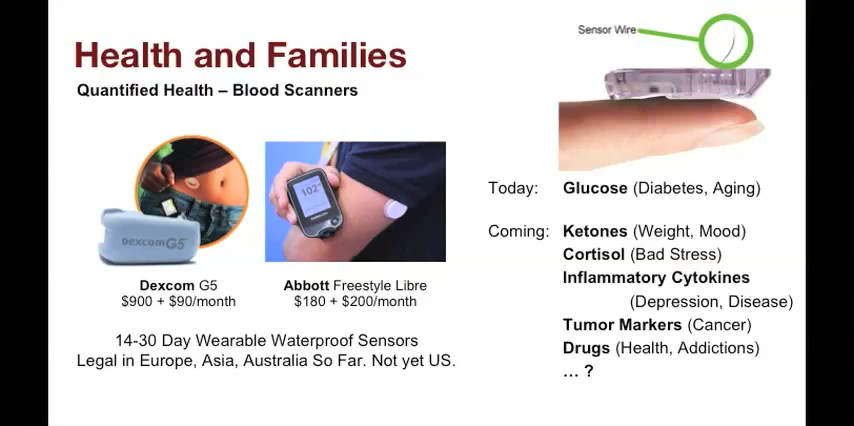 Health and Families
Quantified Health – Blood Scanners
Sensor Wire
DexcomG5
102
Dexcom G5
$900 + $90/month
Abbott Freestyle Libre
$180 + $200/month
14-30 Day Wearable Waterproof Sensors
Legal in Europe, Asia, Australia So Far. Not yet US.
Today: Glucose (Diabetes, Aging)
Coming: Ketones (Weight, Mood)
Cortisol (Bad Stress)
Inflammatory Cytokines
(Depression, Disease)
Tumor Markers (Cancer)
Drugs (Health, Addictions)
... ?